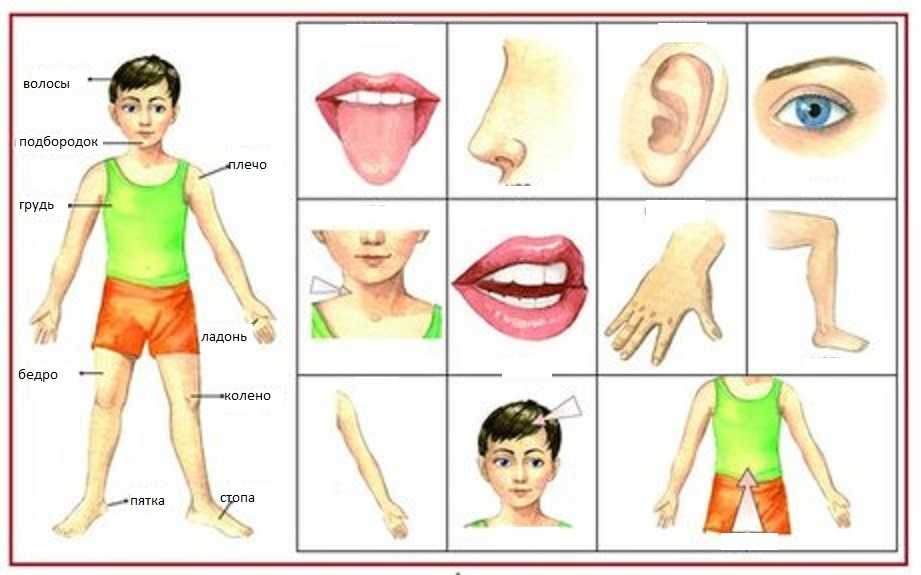 волосы
подбородок
плечо
грудь
ладонь
бедро
колено
пятка
стопа